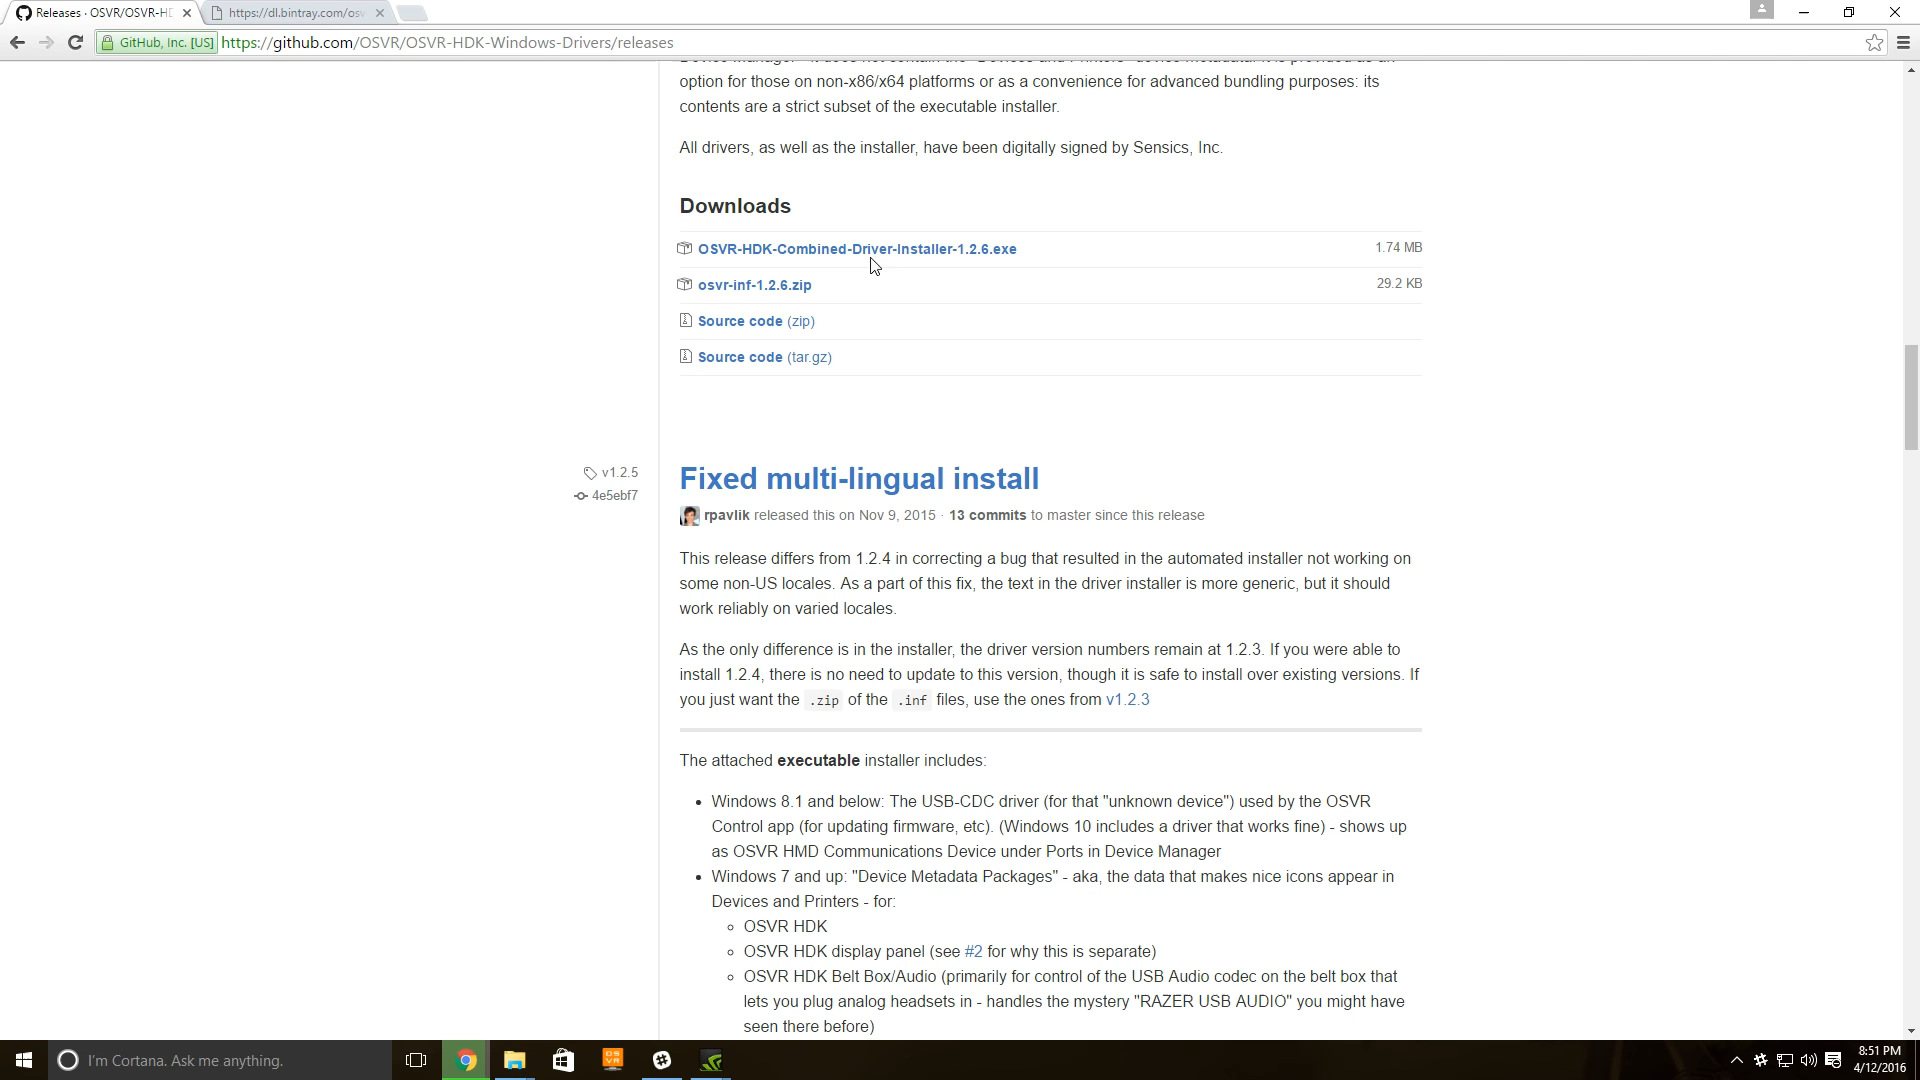 Releases · OSVR/OSVR-H
https://dl.bintray.com/osv
GitHub, Inc. [US] https://github.com/OSVR/OSVR-HDK-Windows-Drivers/releases
option for those on non-x86/x64 platforms or as a convenience for advanced bundling purposes: its
contents are a strict subset of the executable installer.
All drivers, as well as the installer, have been digitally signed by Sensics, Inc.
Downloads
OSVR-HDK-Combined-Driver-Installer-1.2.6.exe 1.74 MB
osvr-inf-1.2.6.zip 29.2 KB
Source code (zip)
Source code (tar.gz)
v1.2.5
4e5ebf7
Fixed multi-lingual install
rpavlik released this on Nov 9, 2015 · 13 commits to master since this release
This release differs from 1.2.4 in correcting a bug that resulted in the automated installer not working on
some non-US locales. As a part of this fix, the text in the driver installer is more generic, but it should
work reliably on varied locales.
As the only difference is in the installer, the driver version numbers remain at 1.2.3. If you were able to
install 1.2.4, there is no need to update to this version, though it is safe to install over existing versions. If
you just want the .zip of the .inf files, use the ones from v1.2.3
The attached executable installer includes:
• Windows 8.1 and below: The USB-CDC driver (for that "unknown device") used by the OSVR
Control app (for updating firmware, etc). (Windows 10 includes a driver that works fine) - shows up
as OSVR HMD Communications Device under Ports in Device Manager
• Windows 7 and up: "Device Metadata Packages" - aka, the data that makes nice icons appear in
Devices and Printers - for:
◦ OSVR HDK
◦ OSVR HDK display panel (see #2 for why this is separate)
◦ OSVR HDK Belt Box/Audio (primarily for control of the USB Audio codec on the belt box that
lets you plug analog headsets in - handles the mystery "RAZER USB AUDIO" you might have
seen there before)
I'm Cortana. Ask me anything.
OS
VR
8:51 PM
4/12/2016